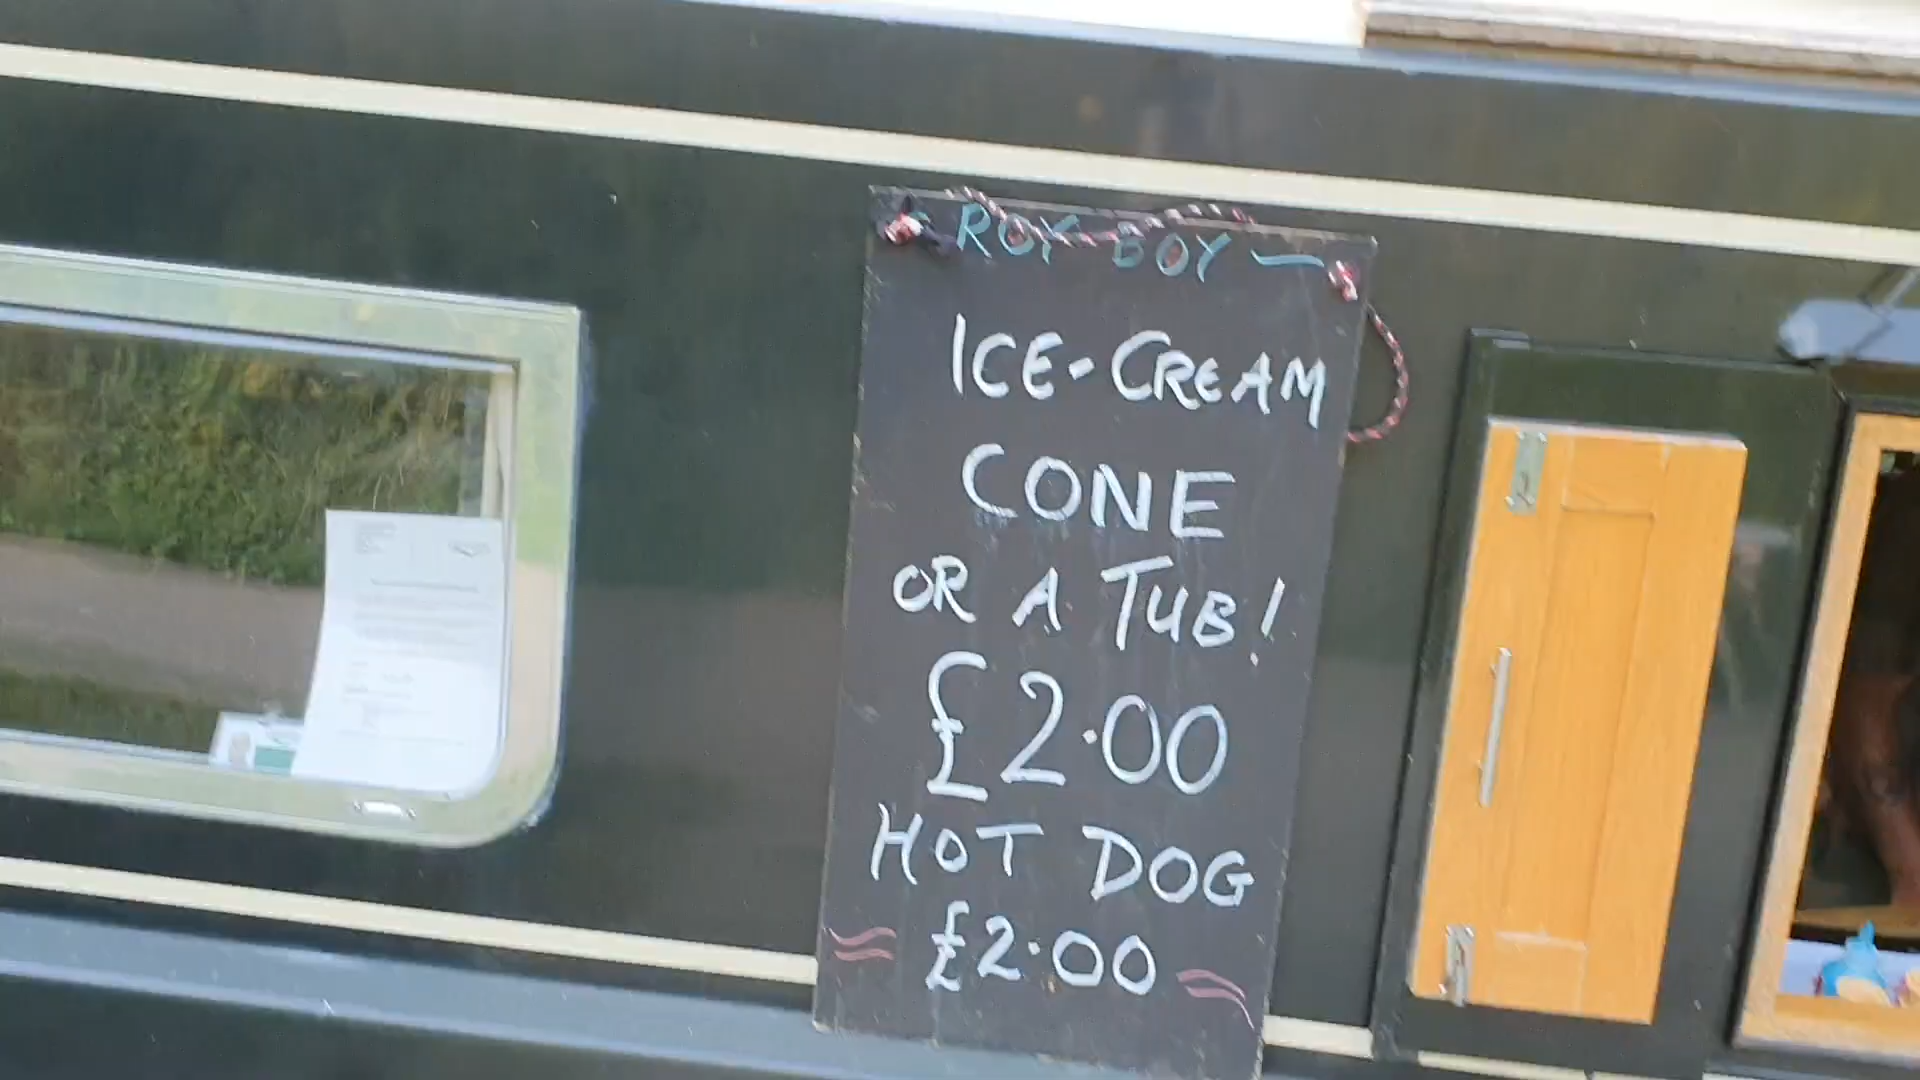 ROY BOY —
ICE-CREAM
CONE
OR A TUB!
£2.00
HOT DOG
£2.00